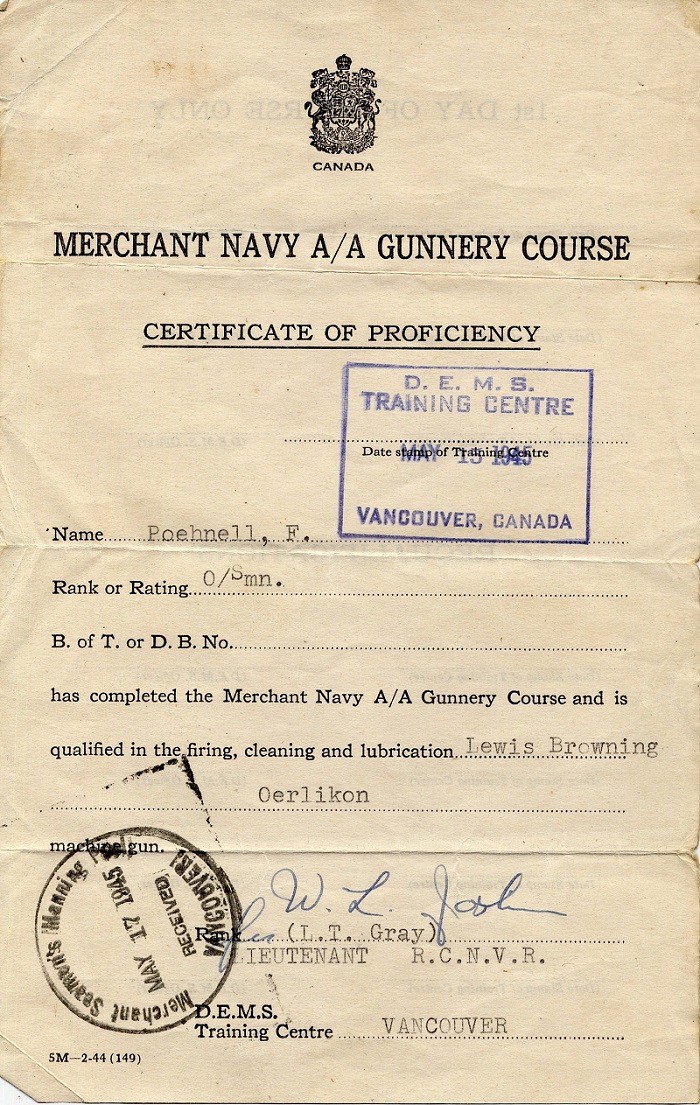 CANADA
MERCHANT NAVY A/A GUNNERY COURSE
CERTIFICATE OF PROFICIENCY
D. E. M. S.
TRAINING CENTRE
Date stamp of Training Centre
MAY 1945
VANCOUVER, CANADA
Name Poehnell, F.
Rank or Rating O/Smn.
B. of T. or D. B. No.
has completed the Merchant Navy A/A Gunnery Course and is
qualified in the firing, cleaning and lubrication Lewis Browning
Oerlikon
machine gun.
Merchant Seamen's Manning Pool
MAY 17 1945
RECEIVED
VANCOUVER
W. L.
Rank (L.T. Gray)
LIEUTENANT R.C.N.V.R.
D.E.M.S.
Training Centre VANCOUVER
5M—2-44 (149)